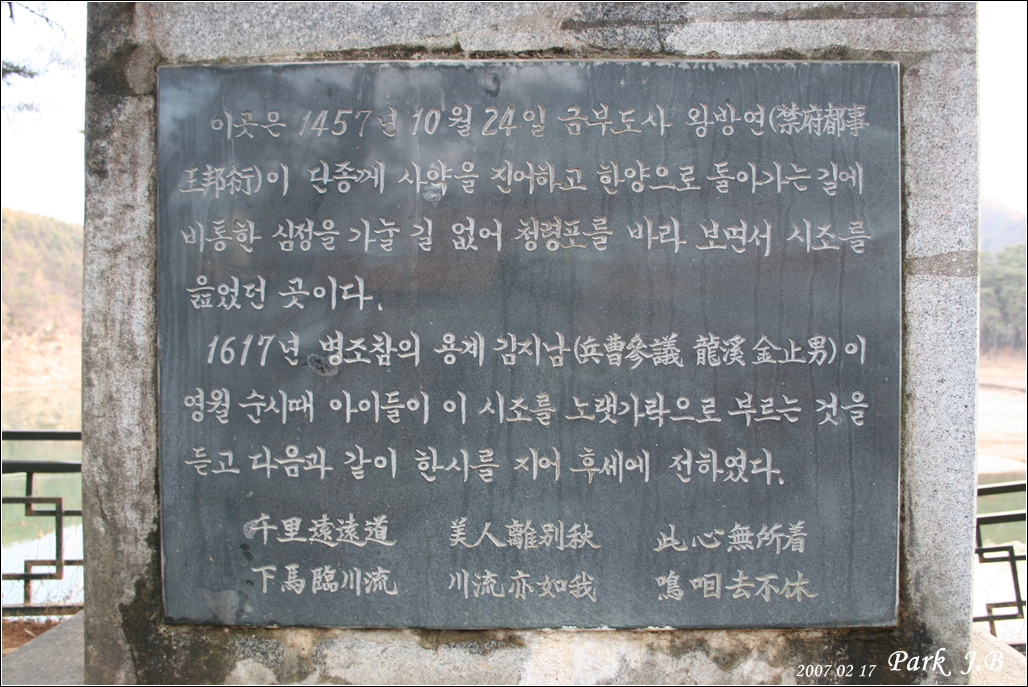 이곳은 1457년 10월 24일 금부도사 왕방연(禁府都事
王邦衍)이 단종께 사약을 진어하고 한양으로 돌아가는 길에
비통한 심정을 가눌 길 없어 청령포를 바라 보면서 시조를
읊었던 곳이다.
1617년 병조참의 용계 김지남(兵曹參議 龍溪 金止男)이
영월 순시때 아이들이 이 시조를 노랫가락으로 부르는 것을
듣고 다음과 같이 한시를 지어 후세에 전하였다.
千里遠遠道 美人離別秋 此心無所着
下馬臨川流 川流亦如我 鳴咱去不休
2007 02 17 Park J.B